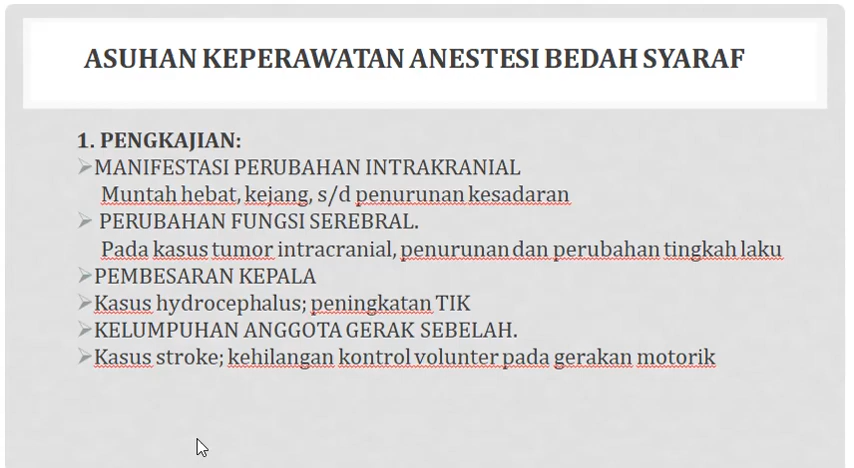 ASUHAN KEPERAWATAN ANESTESI BEDAH SYARAF
1. PENGKAJIAN:
➢MANIFESTASI PERUBAHAN INTRAKRANIAL
Muntah hebat, kejang, s/d penurunan kesadaran
➢ PERUBAHAN FUNGSI SEREBRAL.
Pada kasus tumor intracranial, penurunan dan perubahan tingkah laku
➢PEMBESARAN KEPALA
➢Kasus hydrocephalus; peningkatan TIK
➢KELUMPUHAN ANGGOTA GERAK SEBELAH.
➢Kasus stroke; kehilangan kontrol volunter pada gerakan motorik